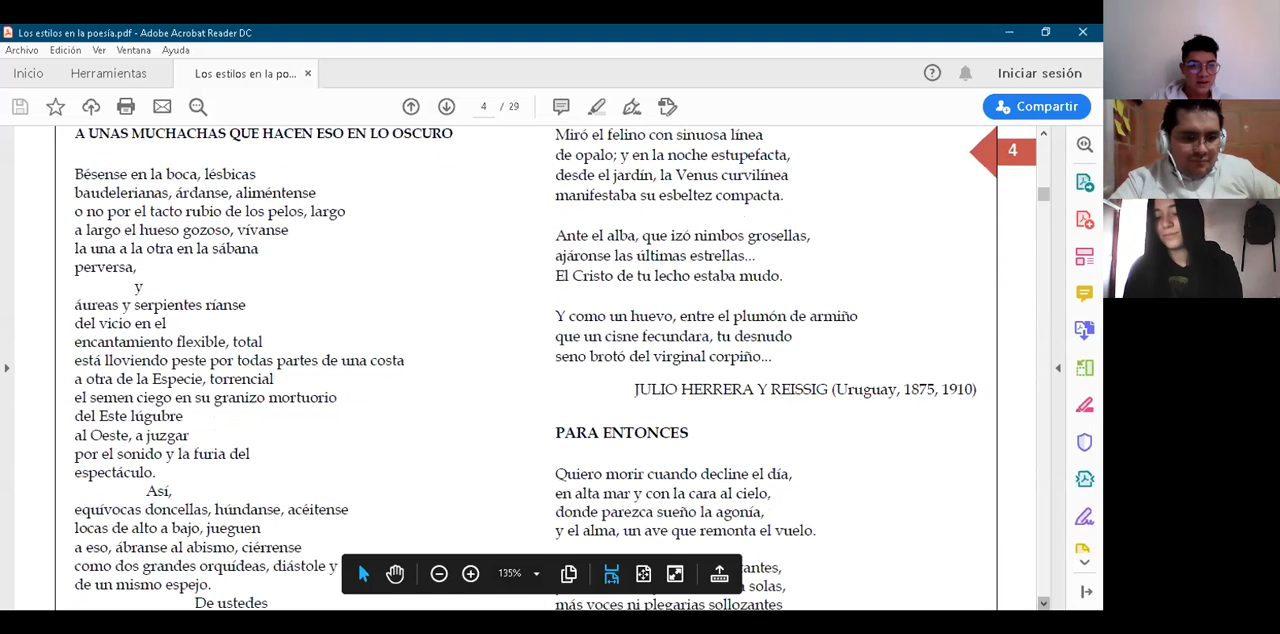 Los estilos en la poesía.pdf - Adobe Acrobat Reader DC
Archivo Edición Ver Ventana Ayuda
Inicio Herramientas Los estilos en la po... × Iniciar sesión
4 / 29 Compartir
A UNAS MUCHACHAS QUE HACEN ESO EN LO OSCURO
Bésense en la boca, lésbicas
baudelerianas, árdanse, aliméntense
o no por el tacto rubio de los pelos, largo
a largo el hueso gozoso, vívanse
la una a la otra en la sábana
perversa,
y
áureas y serpientes ríanse
del vicio en el
encantamiento flexible, total
está lloviendo peste por todas partes de una costa
a otra de la Especie, torrencial
el semen ciego en su granizo mortuorio
del Este lúgubre
al Oeste, a juzgar
por el sonido y la furia del
espectáculo.
Así,
equívocas doncellas, húndanse, acéitense
locas de alto a bajo, jueguen
a eso, ábranse al abismo, ciérrense
como dos grandes orquídeas, diástole y
de un mismo espejo.
De ustedes
Miró el felino con sinuosa línea
de opalo; y en la noche estupefacta,
desde el jardín, la Venus curvilínea
manifestaba su esbeltez compacta.
Ante el alba, que izó nimbos grosellas,
ajáronse las últimas estrellas...
El Cristo de tu lecho estaba mudo.
Y como un huevo, entre el plumón de armiño
que un cisne fecundara, tu desnudo
seno brotó del virginal corpiño...
JULIO HERRERA Y REISSIG (Uruguay, 1875, 1910)
PARA ENTONCES
Quiero morir cuando decline el día,
en alta mar y con la cara al cielo,
donde parezca sueño la agonía,
y el alma, un ave que remonta el vuelo.
solas,
más voces ni plegarias sollozantes
4
135%